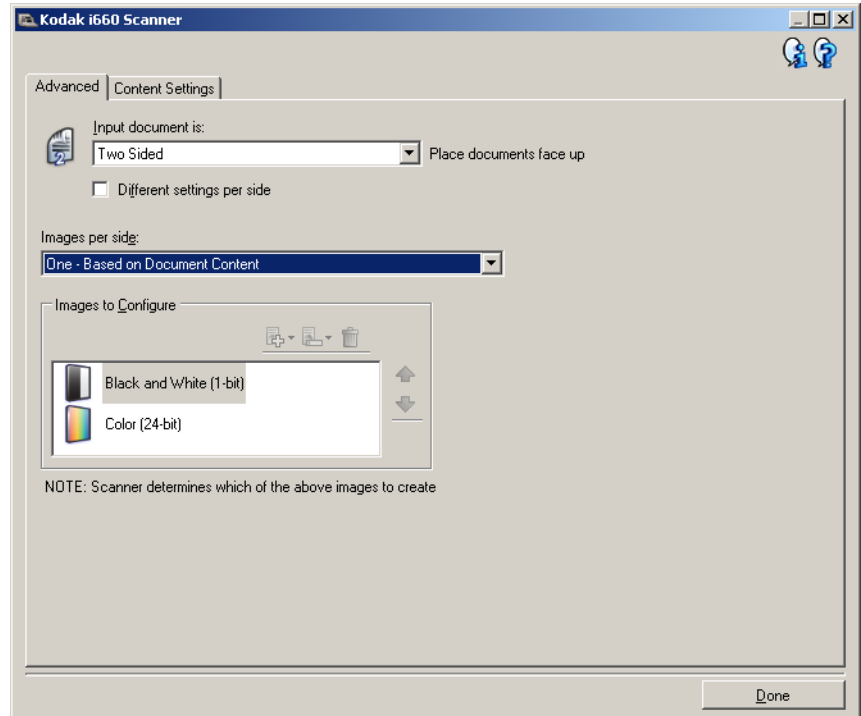 Kodak i660 Scanner
Advanced
Content Settings
Input document is:
Two Sided
Place documents face up
Different settings per side
Images per side:
One - Based on Document Content
Images to Configure
Black and White (1-bit)
Color (24-bit)
NOTE: Scanner determines which of the above images to create
Done